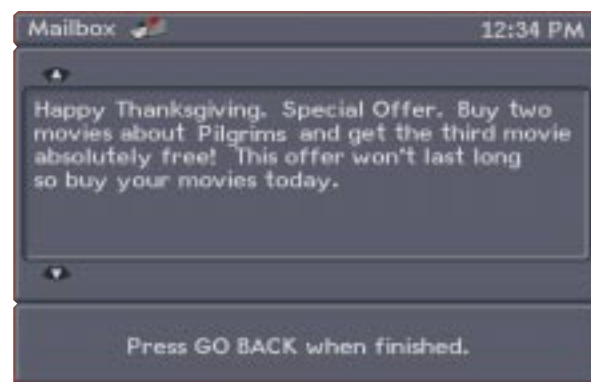 Mailbox
12:34 PM
Happy Thanksgiving. Special Offer. Buy two
movies about Pilgrims and get the third movie
absolutely free! This offer won't last long
so buy your movies today.
Press GO BACK when finished.